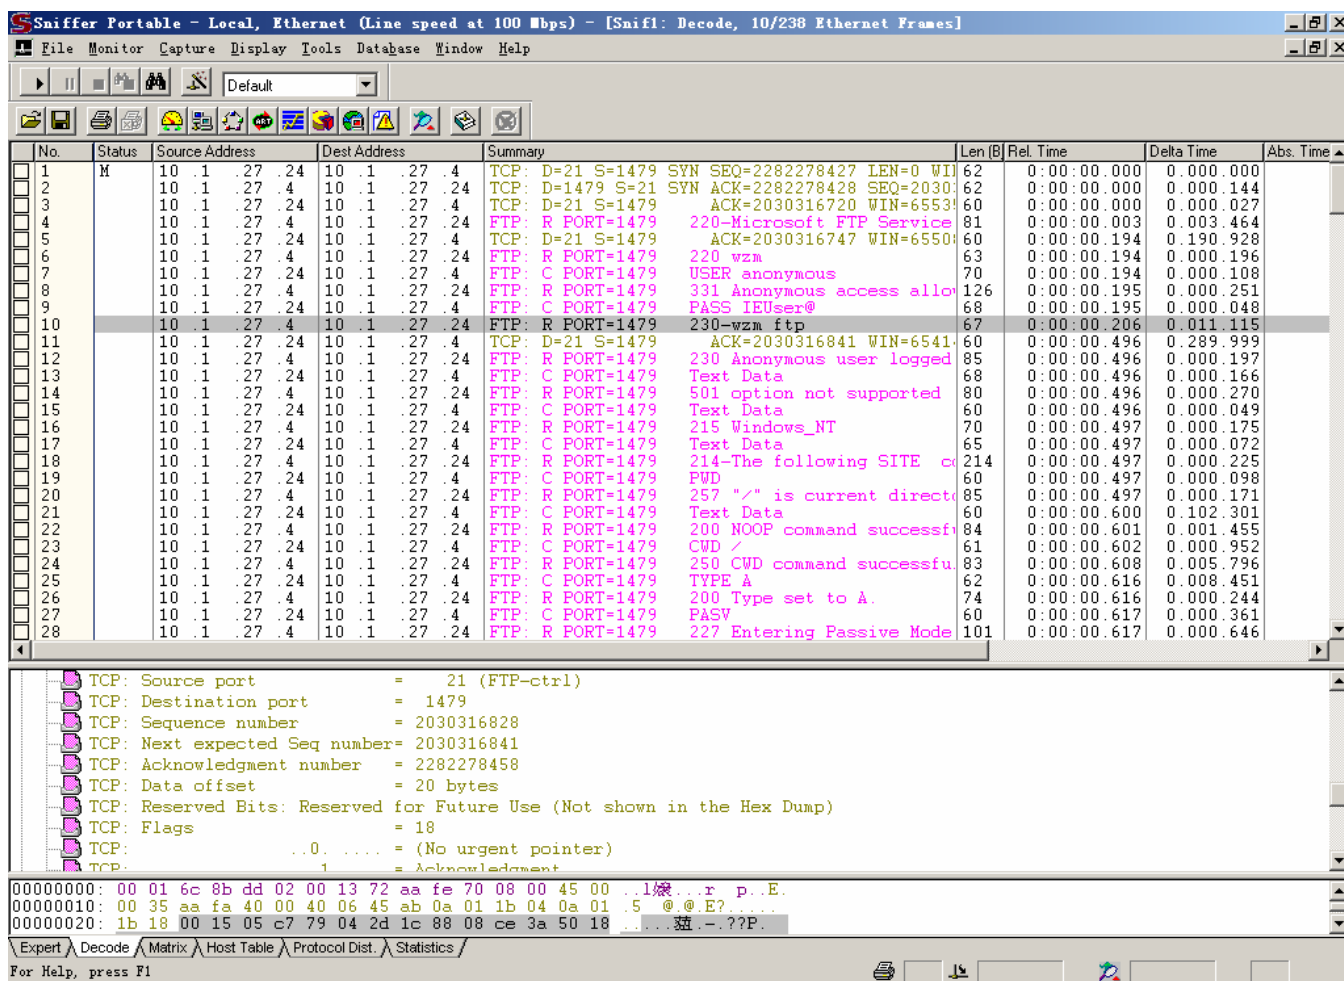 Sniffer Portable - Local, Ethernet (Line speed at 100 Mbps) - [Snif1: Decode, 10/238 Ethernet Frames]
File Monitor Capture Display Tools Database Window Help
Default
No. Status Source Address Dest Address Summary Len (B Rel. Time Delta Time Abs. Time
1 M 10 .1 .27 .24 10 .1 .27 .4 TCP: D=21 S=1479 SYN SEQ=2282278427 LEN=0 WI 62 0:00:00.000 0.000.000
2 10 .1 .27 .4 10 .1 .27 .24 TCP: D=1479 S=21 SYN ACK=2282278428 SEQ=2030 62 0:00:00.000 0.000.144
3 10 .1 .27 .24 10 .1 .27 .4 TCP: D=21 S=1479 ACK=2030316720 WIN=6553 60 0:00:00.000 0.000.027
4 10 .1 .27 .4 10 .1 .27 .24 FTP: R PORT=1479 220-Microsoft FTP Service 81 0:00:00.003 0.003.464
5 10 .1 .27 .24 10 .1 .27 .4 TCP: D=21 S=1479 ACK=2030316747 WIN=6550 60 0:00:00.194 0.190.928
6 10 .1 .27 .4 10 .1 .27 .24 FTP: R PORT=1479 220 wzm 63 0:00:00.194 0.000.196
7 10 .1 .27 .24 10 .1 .27 .4 FTP: C PORT=1479 USER anonymous 70 0:00:00.194 0.000.108
8 10 .1 .27 .4 10 .1 .27 .24 FTP: R PORT=1479 331 Anonymous access allo 126 0:00:00.195 0.000.251
9 10 .1 .27 .24 10 .1 .27 .4 FTP: C PORT=1479 PASS IEUser@ 68 0:00:00.195 0.000.048
10 10 .1 .27 .4 10 .1 .27 .24 FTP: R PORT=1479 230-wzm ftp 67 0:00:00.206 0.011.115
11 10 .1 .27 .24 10 .1 .27 .4 TCP: D=21 S=1479 ACK=2030316841 WIN=6541 60 0:00:00.496 0.289.999
12 10 .1 .27 .4 10 .1 .27 .24 FTP: R PORT=1479 230 Anonymous user logged 85 0:00:00.496 0.000.197
13 10 .1 .27 .24 10 .1 .27 .4 FTP: C PORT=1479 Text Data 68 0:00:00.496 0.000.166
14 10 .1 .27 .4 10 .1 .27 .24 FTP: R PORT=1479 501 option not supported 80 0:00:00.496 0.000.270
15 10 .1 .27 .24 10 .1 .27 .4 FTP: C PORT=1479 Text Data 60 0:00:00.496 0.000.049
16 10 .1 .27 .4 10 .1 .27 .24 FTP: R PORT=1479 215 Windows_NT 70 0:00:00.497 0.000.175
17 10 .1 .27 .24 10 .1 .27 .4 FTP: C PORT=1479 Text Data 65 0:00:00.497 0.000.072
18 10 .1 .27 .4 10 .1 .27 .24 FTP: R PORT=1479 214-The following SITE c 214 0:00:00.497 0.000.225
19 10 .1 .27 .24 10 .1 .27 .4 FTP: C PORT=1479 PWD 60 0:00:00.497 0.000.098
20 10 .1 .27 .4 10 .1 .27 .24 FTP: R PORT=1479 257 "/" is current direct 85 0:00:00.497 0.000.171
21 10 .1 .27 .24 10 .1 .27 .4 FTP: C PORT=1479 Text Data 60 0:00:00.600 0.102.301
22 10 .1 .27 .4 10 .1 .27 .24 FTP: R PORT=1479 200 NOOP command successf 84 0:00:00.601 0.001.455
23 10 .1 .27 .24 10 .1 .27 .4 FTP: C PORT=1479 CWD / 61 0:00:00.602 0.000.952
24 10 .1 .27 .4 10 .1 .27 .24 FTP: R PORT=1479 250 CWD command successfu 83 0:00:00.608 0.005.796
25 10 .1 .27 .24 10 .1 .27 .4 FTP: C PORT=1479 TYPE A 62 0:00:00.616 0.008.451
26 10 .1 .27 .4 10 .1 .27 .24 FTP: R PORT=1479 200 Type set to A. 74 0:00:00.616 0.000.244
27 10 .1 .27 .24 10 .1 .27 .4 FTP: C PORT=1479 PASV 60 0:00:00.617 0.000.361
28 10 .1 .27 .4 10 .1 .27 .24 FTP: R PORT=1479 227 Entering Passive Mode 101 0:00:00.617 0.000.646
TCP: Source port = 21 (FTP-ctrl)
TCP: Destination port = 1479
TCP: Sequence number = 2030316828
TCP: Next expected Seq number= 2030316841
TCP: Acknowledgment number = 2282278458
TCP: Data offset = 20 bytes
TCP: Reserved Bits: Reserved for Future Use (Not shown in the Hex Dump)
TCP: Flags = 18
TCP: ..0. .... = (No urgent pointer)
TCP: ...1 .... = Acknowledgment
00000000: 00 01 6c 8b dd 02 00 13 72 aa fe 70 08 00 45 00 ...r p..E.
00000010: 00 35 aa fa 40 00 40 06 45 ab 0a 01 1b 04 0a 01 .5 @.@.E?.....
00000020: 1b 18 00 15 05 c7 79 04 2d 1c 88 08 ce 3a 50 18 .-.??P.
Expert Decode Matrix Host Table Protocol Dist. Statistics
For Help, press F1